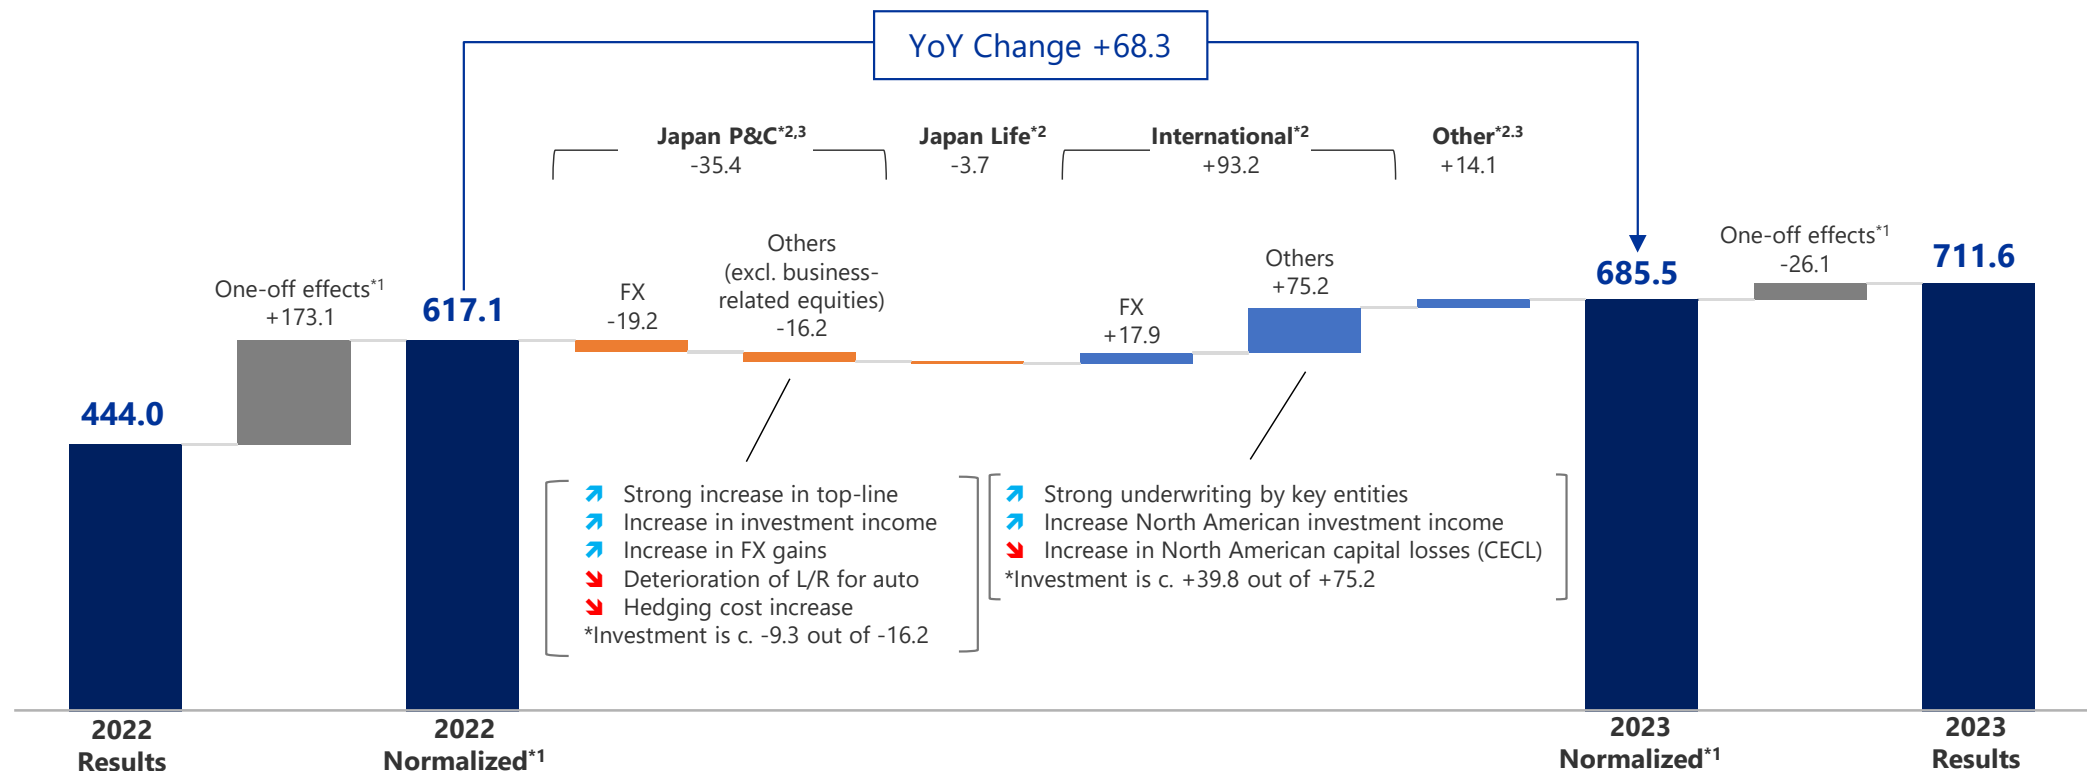 YoY Change +68.3
Japan P&C*2,3
-35.4
Japan Life*2
-3.7
International*2
+93.2
Other*2.3
+14.1
One-off effects*1
+173.1
617.1
FX
-19.2
Others
(excl. business-
related equities)
-16.2
FX
+17.9
Others
+75.2
685.5
One-off effects*1
-26.1
711.6
444.0
Strong increase in top-line
Increase in investment income
Increase in FX gains
Deterioration of L/R for auto
Hedging cost increase
*Investment is c. -9.3 out of -16.2
Strong underwriting by key entities
Increase North American investment income
Increase in North American capital losses (CECL)
*Investment is c. +39.8 out of +75.2
2022
Results
2022
Normalized*1
2023
Normalized*1
2023
Results